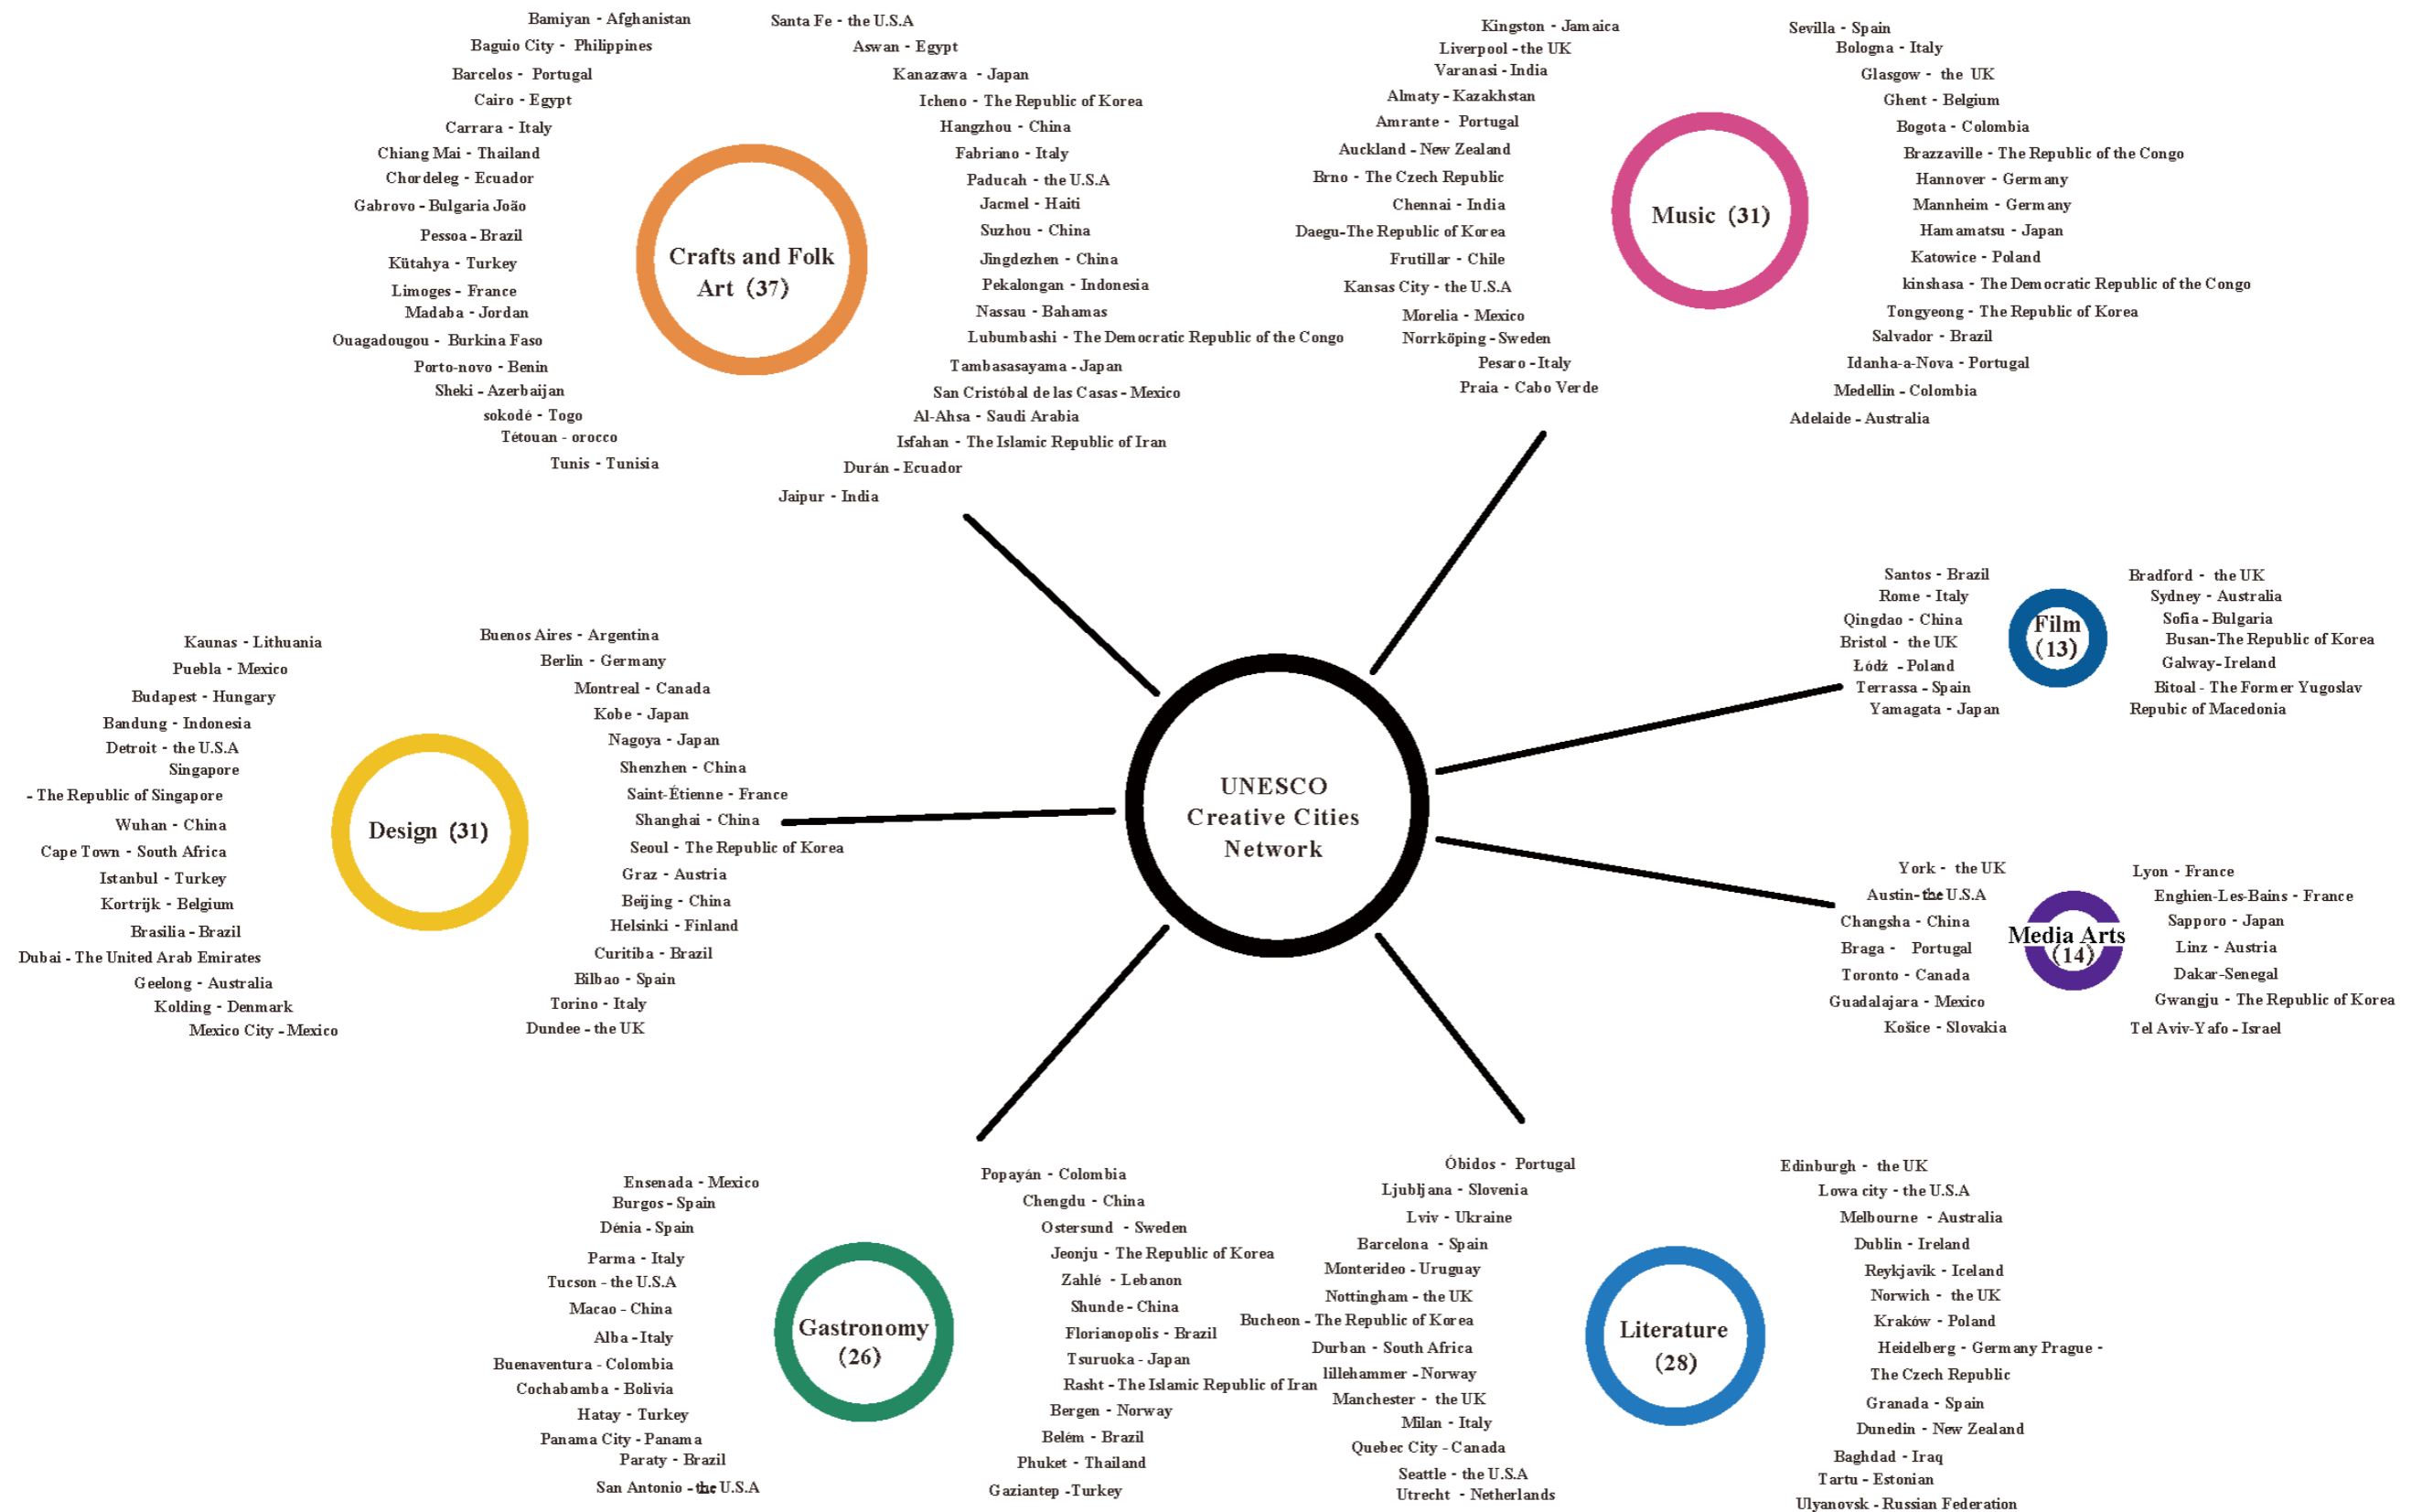 Bamiyan - Afghanistan
Baguio City - Philippines
Barcelos - Portugal
Cairo - Egypt
Carrara - Italy
Chiang Mai - Thailand
Chordeleg - Ecuador
Gabrovo - Bulgaria João
Pessoa - Brazil
Kütahya - Turkey
Limoges - France
Madaba - Jordan
Ouagadougou - Burkina Faso
Porto-novo - Benin
Sheki - Azerbaijan
sokodé - Togo
Tétouan - orocco
Tunis - Tunisia
Crafts and Folk
Art (37)
Santa Fe - the U.S.A
Aswan - Egypt
Kanazawa - Japan
Icheno - The Republic of Korea
Hangzhou - China
Fabriano - Italy
Paducah - the U.S.A
Jacmel - Haiti
Suzhou - China
Jingdezhen - China
Pekalongan - Indonesia
Nassau - Bahamas
Lubumbashi - The Democratic Republic of the Congo
Tambasasayama - Japan
San Cristóbal de las Casas - Mexico
Al-Ahsa - Saudi Arabia
Isfahan - The Islamic Republic of Iran
Durán - Ecuador
Jaipur - India
Kingston - Jamaica
Liverpool - the UK
Varanasi - India
Almaty - Kazakhstan
Amrante - Portugal
Auckland - New Zealand
Brno - The Czech Republic
Chennai - India
Daegu-The Republic of Korea
Frutillar - Chile
Kansas City - the U.S.A
Morelia - Mexico
Norrköping - Sweden
Pesaro - Italy
Praia - Cabo Verde
Music (31)
Sevilla - Spain
Bologna - Italy
Glasgow - the UK
Ghent - Belgium
Bogota - Colombia
Brazzaville - The Republic of the Congo
Hannover - Germany
Mannheim - Germany
Hamamatsu - Japan
Katowice - Poland
kinshasa - The Democratic Republic of the Congo
Tongyeong - The Republic of Korea
Salvador - Brazil
Idanha-a-Nova - Portugal
Medellin - Colombia
Adelaide - Australia
Santos - Brazil
Rome - Italy
Qingdao - China
Bristol - the UK
Łódź - Poland
Terrassa - Spain
Yamagata - Japan
Film
(13)
Bradford - the UK
Sydney - Australia
Sofia - Bulgaria
Busan-The Republic of Korea
Galway- Ireland
Bitoal - The Former Yugoslav
Repubic of Macedonia
Kaunas - Lithuania
Puebla - Mexico
Budapest - Hungary
Bandung - Indonesia
Detroit - the U.S.A
Singapore
- The Republic of Singapore
Wuhan - China
Cape Town - South Africa
Istanbul - Turkey
Kortrijk - Belgium
Brasilia - Brazil
Dubai - The United Arab Emirates
Geelong - Australia
Kolding - Denmark
Mexico City - Mexico
Design (31)
Buenos Aires - Argentina
Berlin - Germany
Montreal - Canada
Kobe - Japan
Nagoya - Japan
Shenzhen - China
Saint-Étienne - France
Shanghai - China
Seoul - The Republic of Korea
Graz - Austria
Beijing - China
Helsinki - Finland
Curitiba - Brazil
Bilbao - Spain
Torino - Italy
Dundee - the UK
UNESCO
Creative Cities
Network
York - the UK
Austin-the U.S.A
Changsha - China
Braga - Portugal
Toronto - Canada
Guadalajara - Mexico
Košice - Slovakia
Media Arts
(14)
Lyon - France
Enghien-Les-Bains - France
Sapporo - Japan
Linz - Austria
Dakar-Senegal
Gwangju - The Republic of Korea
Tel Aviv-Yafo - Israel
Ensenada - Mexico
Burgos - Spain
Dénia - Spain
Parma - Italy
Tucson - the U.S.A
Macao - China
Alba - Italy
Buenaventura - Colombia
Cochabamba - Bolivia
Hatay - Turkey
Panama City - Panama
Paraty - Brazil
San Antonio - the U.S.A
Gastronomy
(26)
Popayán - Colombia
Chengdu - China
Ostersund - Sweden
Jeonju - The Republic of Korea
Zahlé - Lebanon
Shunde - China
Florianopolis - Brazil
Tsuruoka - Japan
Rasht - The Islamic Republic of Iran
Bergen - Norway
Belém - Brazil
Phuket - Thailand
Gaziantep -Turkey
Óbidos - Portugal
Ljubljana - Slovenia
Lviv - Ukraine
Barcelona - Spain
Monterideo - Uruguay
Nottingham - the UK
Bucheon - The Republic of Korea
Durban - South Africa
lillehammer - Norway
Manchester - the UK
Milan - Italy
Quebec City - Canada
Seattle - the U.S.A
Utrecht - Netherlands
Literature
(28)
Edinburgh - the UK
Lowa city - the U.S.A
Melbourne - Australia
Dublin - Ireland
Reykjavik - Iceland
Norwich - the UK
Kraków - Poland
Heidelberg - Germany Prague -
The Czech Republic
Granada - Spain
Dunedin - New Zealand
Baghdad - Iraq
Tartu - Estonian
Ulyanovsk - Russian Federation